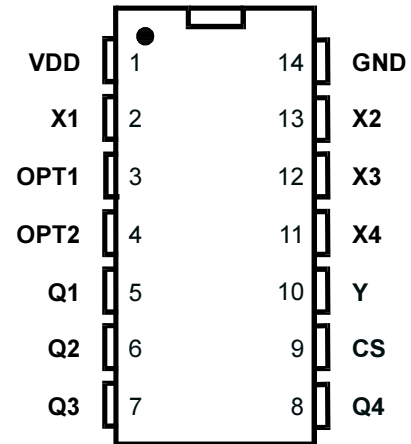 VDD 1 14 GND
X1 2 13 X2
OPT1 3 12 X3
OPT2 4 11 X4
Q1 5 10 Y
Q2 6 9 CS
Q3 7 8 Q4